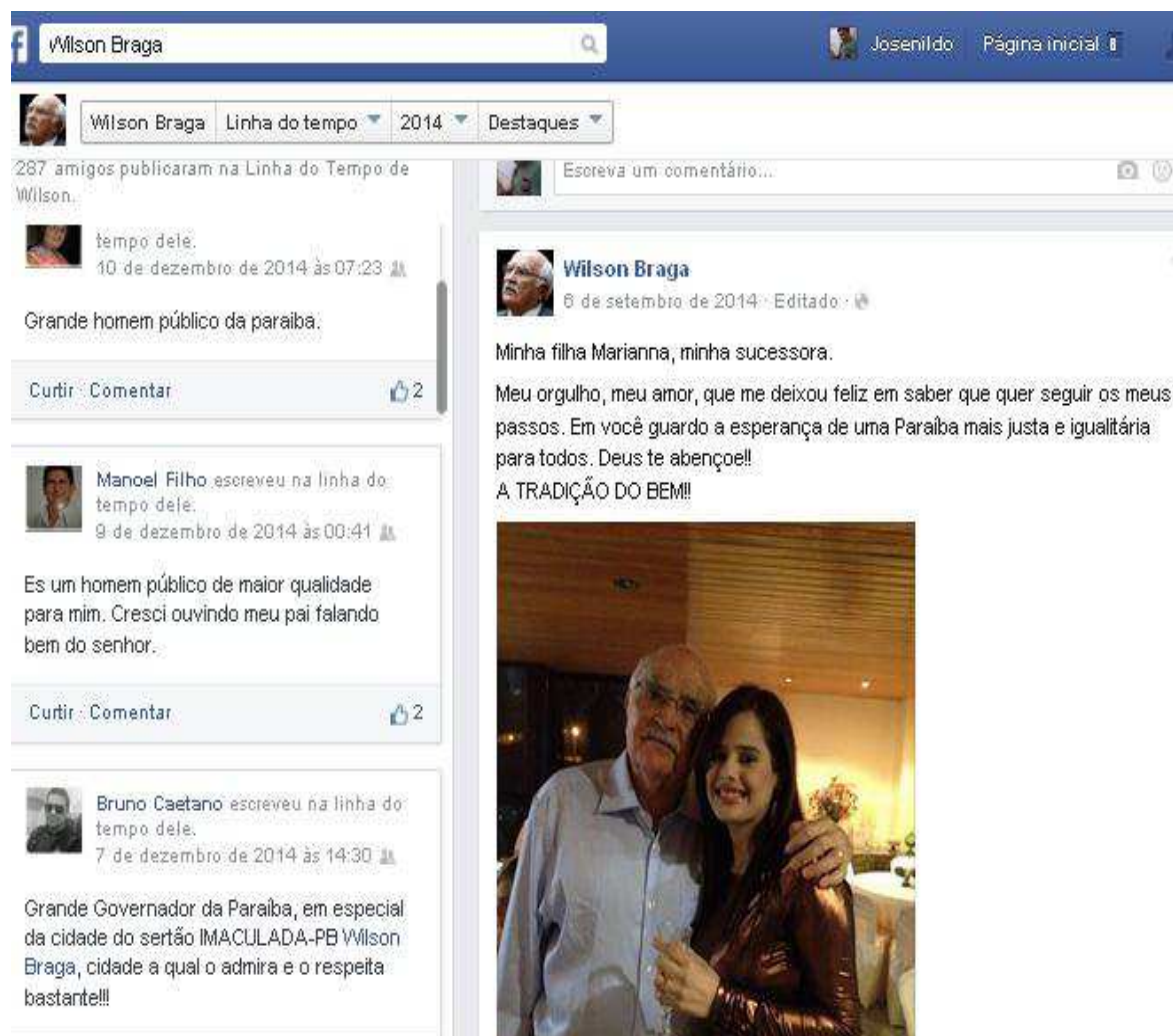 f
Wilson Braga
Josenildo Página inicial
Wilson Braga Linha do tempo 2014 Destaques
287 amigos publicaram na Linha do Tempo de
Wilson.
tempo dele.
10 de dezembro de 2014 às 07:23
Grande homem público da paraiba.
Curtir · Comentar 2
Manoel Filho escreveu na linha do
tempo dele.
9 de dezembro de 2014 às 00:41
Es um homem público de maior qualidade
para mim. Cresci ouvindo meu pai falando
bem do senhor.
Curtir · Comentar 2
Bruno Caetano escreveu na linha do
tempo dele.
7 de dezembro de 2014 às 14:30
Grande Governador da Paraíba, em especial
da cidade do sertão IMACULADA-PB Wilson
Braga, cidade a qual o admira e o respeita
bastante!!!
Escreva um comentário...
Wilson Braga
6 de setembro de 2014 · Editado ·
Minha filha Marianna, minha sucessora.
Meu orgulho, meu amor, que me deixou feliz em saber que quer seguir os meus
passos. Em você guardo a esperança de uma Paraíba mais justa e igualitária
para todos. Deus te abençoe!!
A TRADIÇÃO DO BEM!!